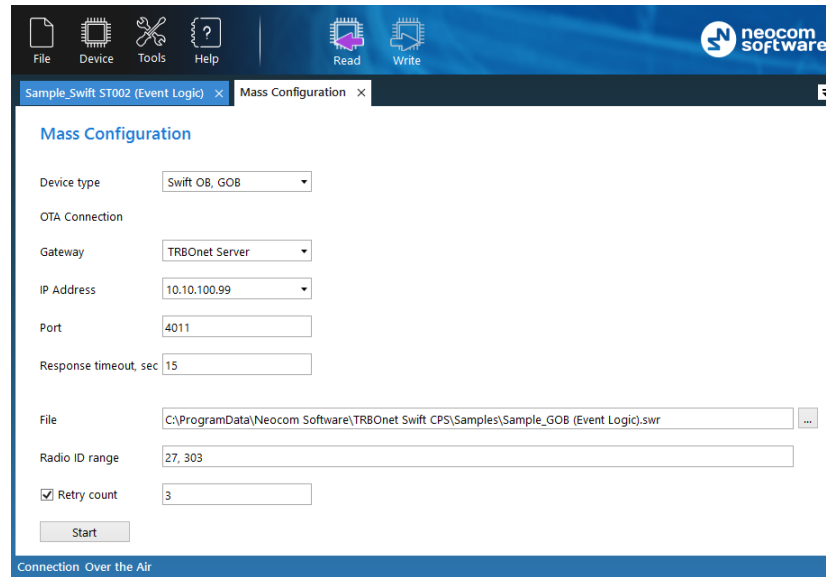 File Device Tools Help Read Write
neocom
software
Sample_Swift ST002 (Event Logic) × Mass Configuration ×
Mass Configuration
Device type Swift OB, GOB
OTA Connection
Gateway TRBOnet Server
IP Address 10.10.100.99
Port 4011
Response timeout, sec 15
File C:\ProgramData\Neocom Software\TRBOnet Swift CPS\Samples\Sample_GOB (Event Logic).swr ...
Radio ID range 27, 303
Retry count 3
Start
Connection Over the Air